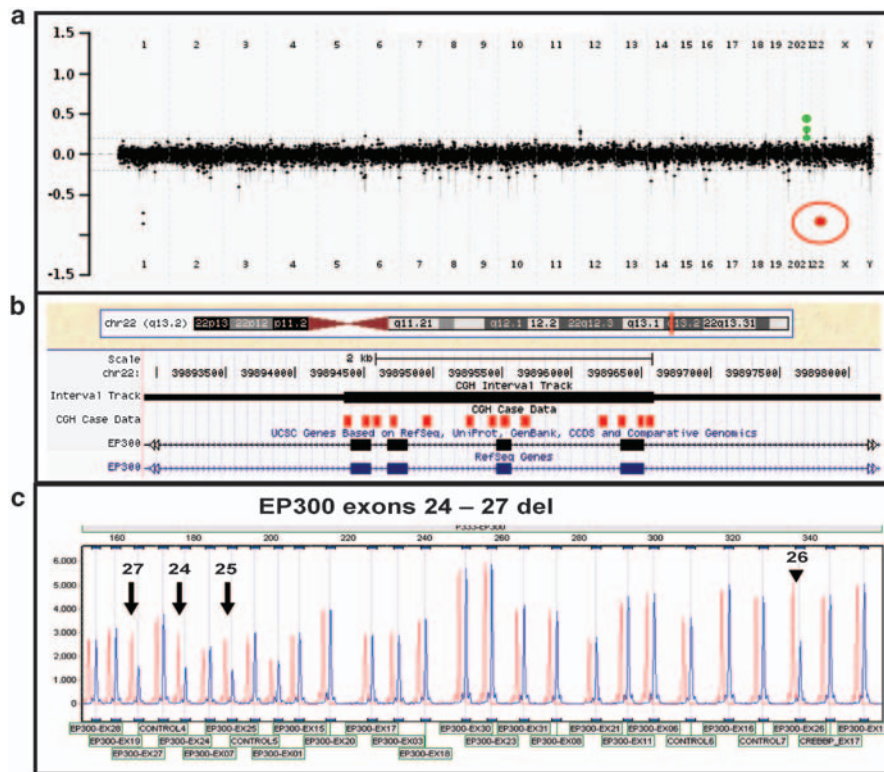 a
1.5
1 2 3 4 5 6 7 8 9 10 11 12 13 14 15 16 17 18 19 202122 X Y
1.0
0.5
0.0
-0.5
-1.5
1 2 3 4 5 6 7 8 9 10 11 12 13 14 15 16 17 18 19 202122 X Y
b
chr22 (q13.2) 22p13 22p12 p11.2 q11.21 q12.1 12.2 22q12.3 q13.1 q13.2 22q13.31
Scale 2 kb
chr22: 39893500| 39894000| 39894500| 39895000| 39895500| 39896000| 39896500| 39897000| 39897500| 39898000|
CGH Interval Track
Interval Track
CGH Case Data
CGH Case Data
UCSC Genes Based on RefSeq, UniProt, GenBank, CCDS and Comparative Genomics
EP300
RefSeq Genes
EP300
c
EP300 exons 24 – 27 del
P333-EP300
160 180 200 220 240 260 280 300 320 340
6.000
5.000
4.000
3.000
2.000
1.000
0
27 24 25 26
EP300-EX28 CONTROL4 EP300-EX25 EP300-EX15 EP300-EX17 EP300-EX30 EP300-EX31 EP300-EX21 EP300-EX06 EP300-EX16 EP300-EX26 EP300-EX1
EP300-EX19 EP300-EX24 CONTROL5 EP300-EX20 EP300-EX03 EP300-EX23 EP300-EX08 EP300-EX11 CONTROL6 CONTROL7 CREBBP_EX17
EP300-EX27 EP300-EX07 EP300-EX01 EP300-EX18